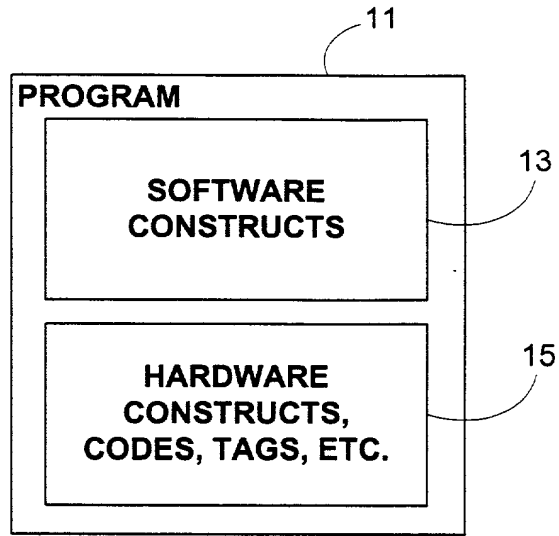 11
PROGRAM
SOFTWARE
CONSTRUCTS
13
HARDWARE
CONSTRUCTS,
CODES, TAGS, ETC.
15